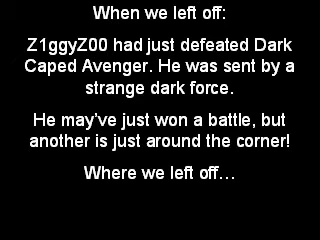 When we left off:
Z1ggyZ00 had just defeated Dark
Caped Avenger. He was sent by a
strange dark force.
He may've just won a battle, but
another is just around the corner!
Where we left off…